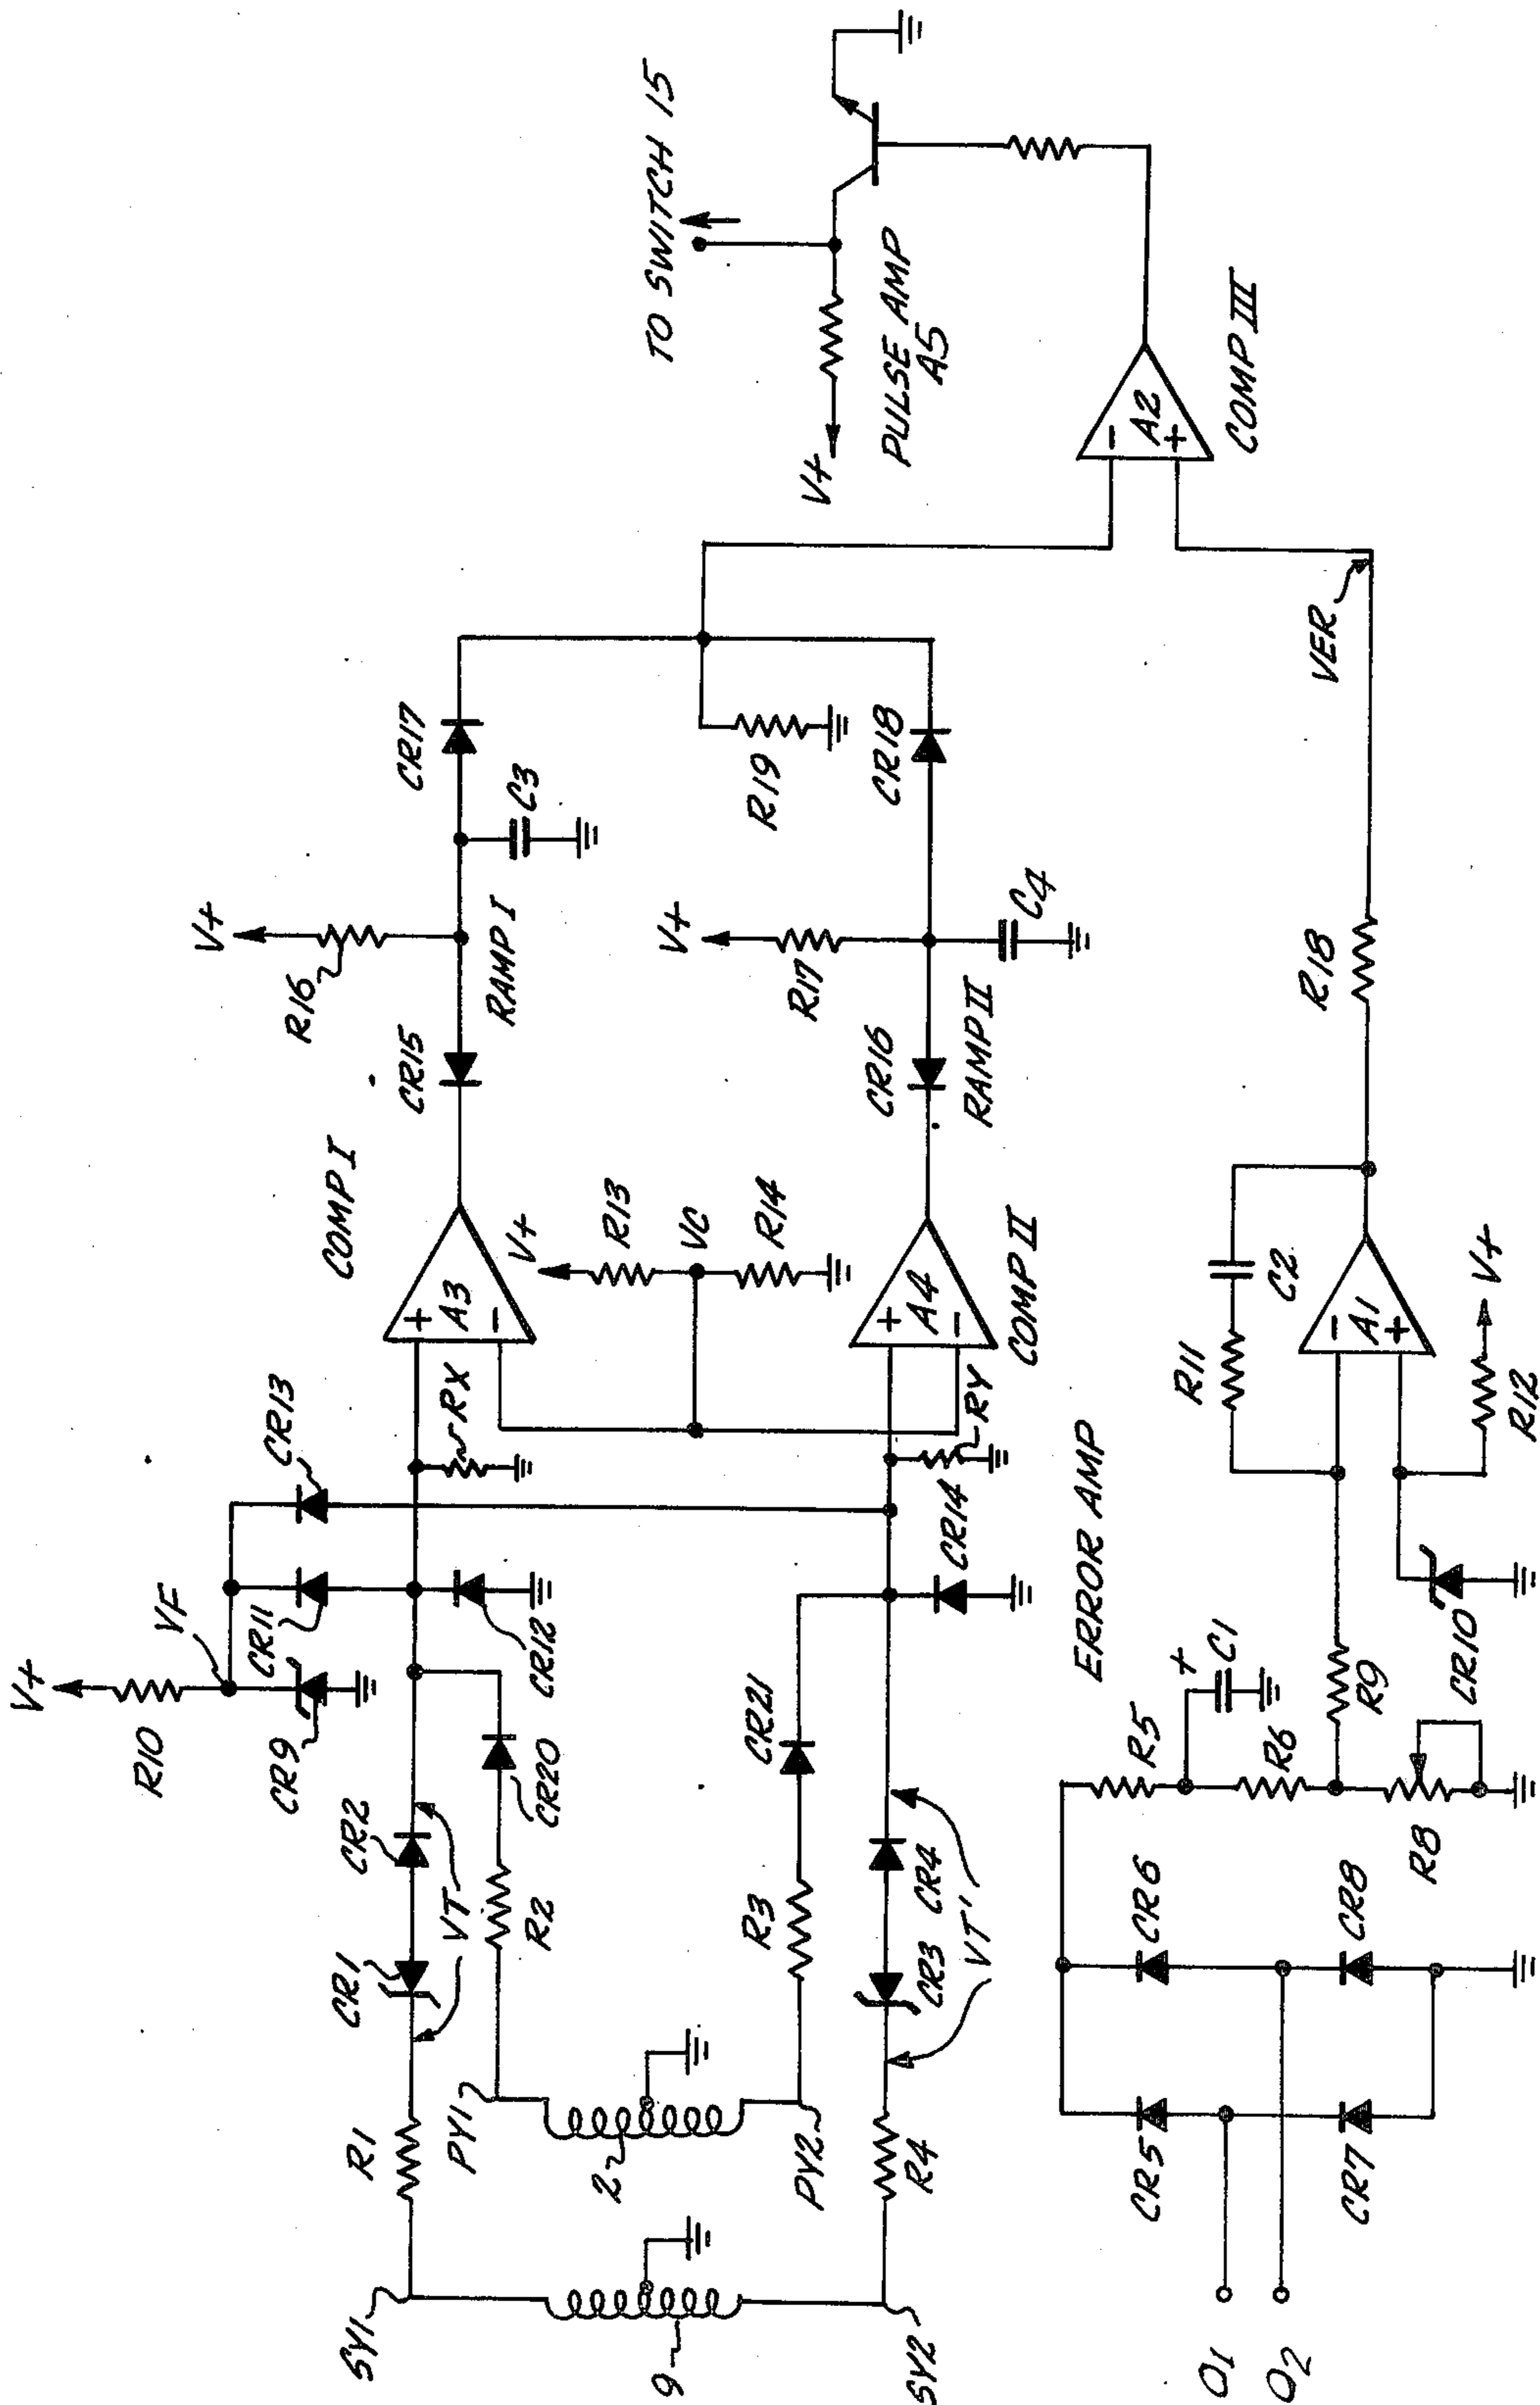 TO SWITCH 15
V+
PULSE AMP
A5
COMP III
A2
-
+
VER
V+
R16
CR15
RAMP I
C3
CR17
R19
CR18
V+
R17
CR16
RAMP II
C4
R18
COMP I
A3
+
-
V+
R13
VC
R14
A4
+
-
COMP II
RX
RY
CR13
V+
R10
VF
CR9
CR11
CR12
CR14
CR2
CR1
VT
CR20
R2
CR21
R3
CR3
CR4
VT'
R1
PY1
2
PY2
R4
SY1
9
SY2
ERROR AMP
R11
C2
A1
-
+
V+
R12
CR10
R9
+
C1
R5
R6
R8
CR6
CR8
CR5
CR7
O1
O2